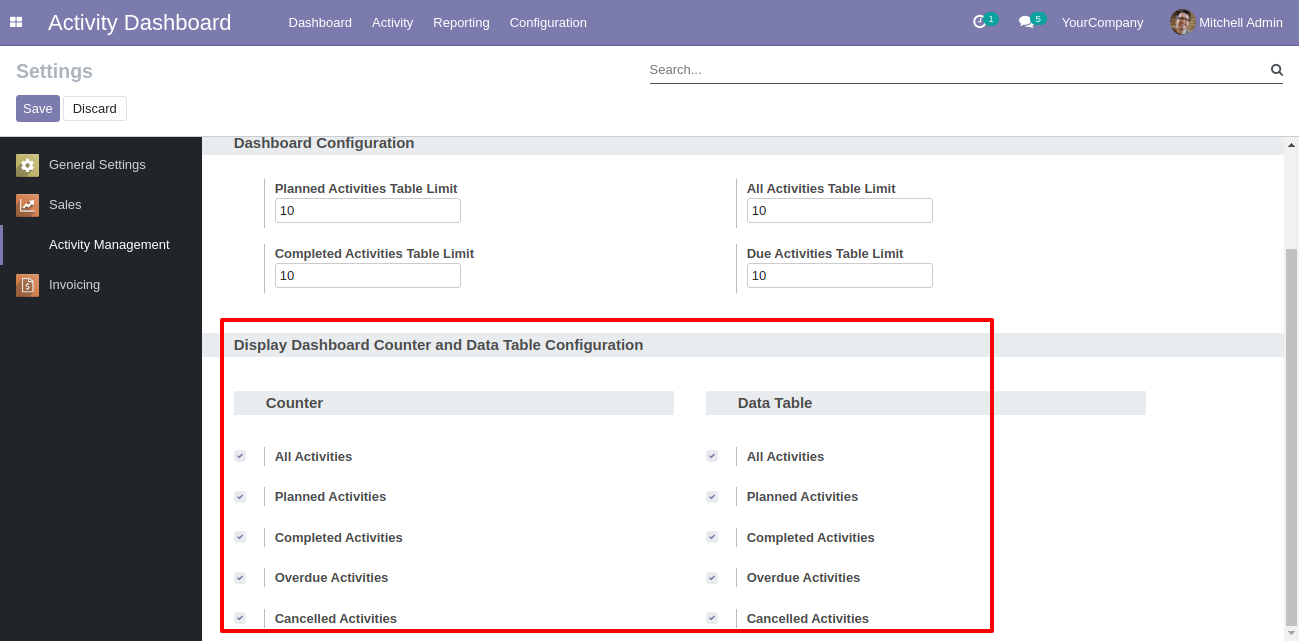 Activity Dashboard Dashboard Activity Reporting Configuration 1 5 YourCompany Mitchell Admin
Settings
Search...
Save Discard
General Settings
Sales
Activity Management
Invoicing
Dashboard Configuration
Planned Activities Table Limit All Activities Table Limit
10 10
Completed Activities Table Limit Due Activities Table Limit
10 10
Display Dashboard Counter and Data Table Configuration
Counter Data Table
All Activities All Activities
Planned Activities Planned Activities
Completed Activities Completed Activities
Overdue Activities Overdue Activities
Cancelled Activities Cancelled Activities